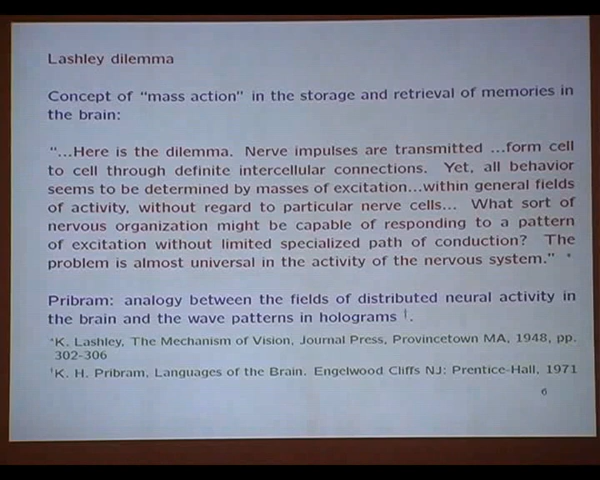 Lashley dilemma
Concept of "mass action" in the storage and retrieval of memories in
the brain:
"...Here is the dilemma. Nerve impulses are transmitted ...form cell
to cell through definite intercellular connections. Yet, all behavior
seems to be determined by masses of excitation...within general fields
of activity, without regard to particular nerve cells... What sort of
nervous organization might be capable of responding to a pattern
of excitation without limited specialized path of conduction? The
problem is almost universal in the activity of the nervous system." *
Pribram: analogy between the fields of distributed neural activity in
the brain and the wave patterns in holograms †.
*K. Lashley, The Mechanism of Vision, Journal Press, Provincetown MA, 1948, pp.
302-306
†K. H. Pribram, Languages of the Brain. Engelwood Cliffs NJ: Prentice-Hall, 1971
6